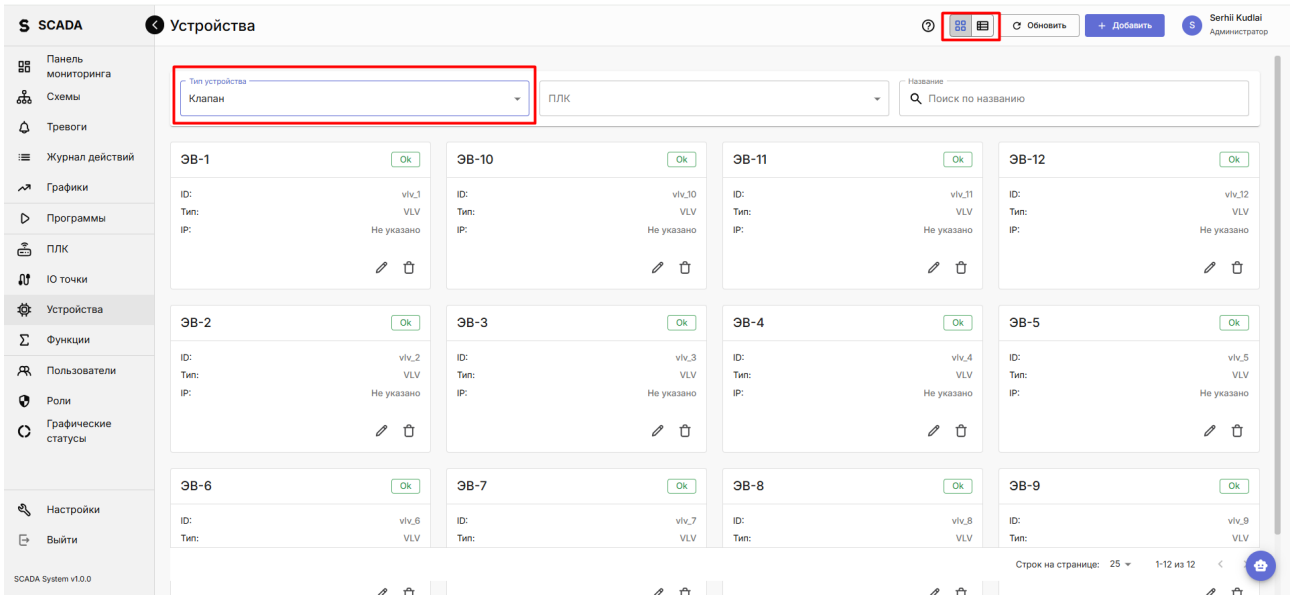 S SCADA
Устройства
Обновить
+ Добавить
S
Serhii Kudlai
Администратор
Панель
мониторинга
Схемы
Тревоги
Журнал действий
Графики
Программы
ПЛК
IO точки
Устройства
Функции
Пользователи
Роли
Графические
статусы
Настройки
Выйти
SCADA System v1.0.0
Тип устройства
Клапан
ПЛК
Название
Поиск по названию
ЭВ-1 Ok
ID: vlv_1
Тип: VLV
IP: Не указано
ЭВ-10 Ok
ID: vlv_10
Тип: VLV
IP: Не указано
ЭВ-11 Ok
ID: vlv_11
Тип: VLV
IP: Не указано
ЭВ-12 Ok
ID: vlv_12
Тип: VLV
IP: Не указано
ЭВ-2 Ok
ID: vlv_2
Тип: VLV
IP: Не указано
ЭВ-3 Ok
ID: vlv_3
Тип: VLV
IP: Не указано
ЭВ-4 Ok
ID: vlv_4
Тип: VLV
IP: Не указано
ЭВ-5 Ok
ID: vlv_5
Тип: VLV
IP: Не указано
ЭВ-6 Ok
ID: vlv_6
Тип: VLV
ЭВ-7 Ok
ID: vlv_7
Тип: VLV
ЭВ-8 Ok
ID: vlv_8
Тип: VLV
ЭВ-9 Ok
ID: vlv_9
Тип: VLV
Строк на странице: 25 1-12 из 12